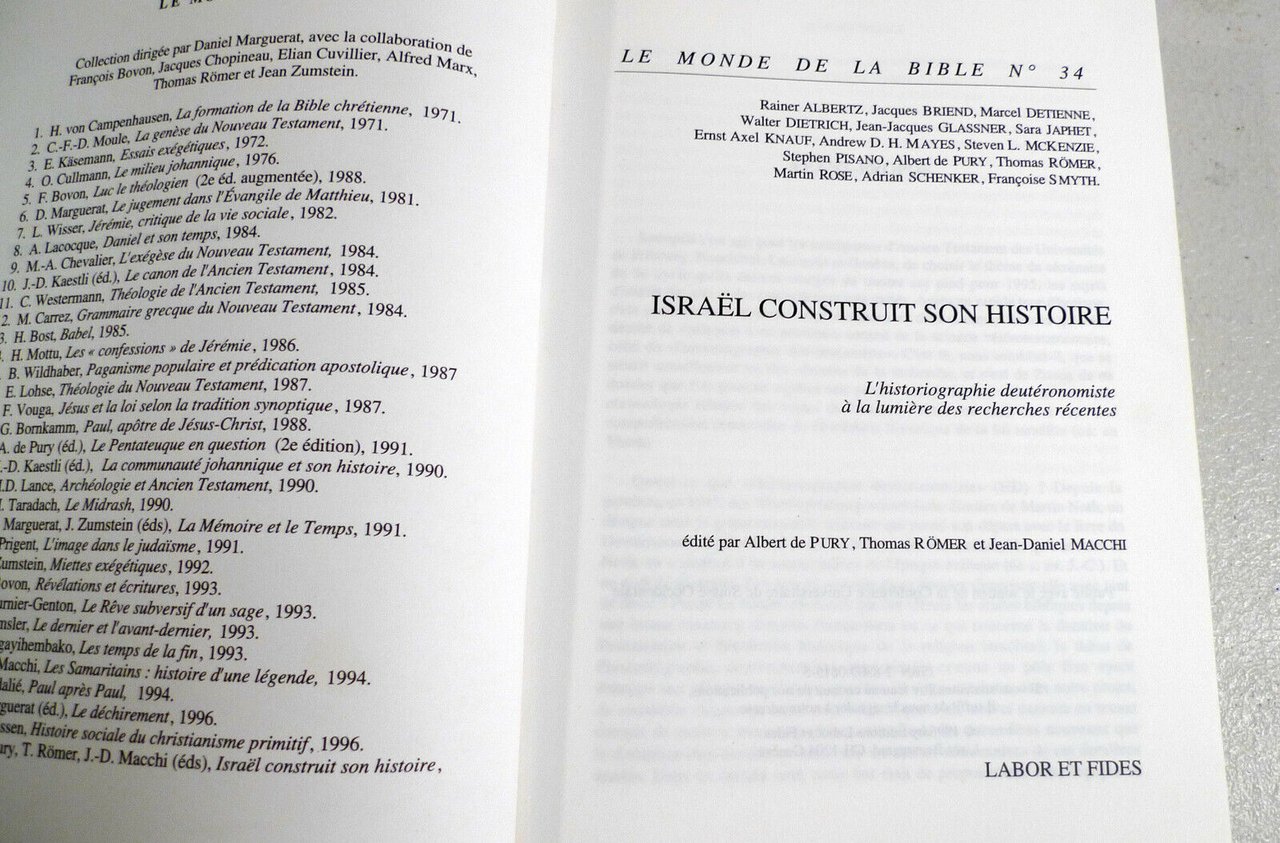 LE MO
Collection dirigée par Daniel Marguerat, avec la collaboration de
François Bovon, Jacques Chopineau, Elian Cuvillier, Alfred Marx,
Thomas Römer et Jean Zumstein.
1. H. von Campenhausen, La formation de la Bible chrétienne, 1971.
2. C.-F.-D. Moule, La genèse du Nouveau Testament, 1971.
3. E. Käsemann, Essais exégétiques, 1972.
4. O. Cullmann, Le milieu johannique, 1976.
5. F. Bovon, Luc le théologien (2e éd. augmentée), 1988.
6. D. Marguerat, Le jugement dans l'Évangile de Matthieu, 1981.
7. L. Wisser, Jérémie, critique de la vie sociale, 1982.
8. A. Lacocque, Daniel et son temps, 1984.
9. M.-A. Chevalier, L'exégèse du Nouveau Testament, 1984.
10. J.-D. Kaestli (éd.), Le canon de l'Ancien Testament, 1984.
11. C. Westermann, Théologie de l'Ancien Testament, 1985.
2. M. Carrez, Grammaire grecque du Nouveau Testament, 1984.
3. H. Bost, Babel, 1985.
. H. Mottu, Les « confessions » de Jérémie, 1986.
B. Wildhaber, Paganisme populaire et prédication apostolique, 1987
E. Lohse, Théologie du Nouveau Testament, 1987.
F. Vouga, Jésus et la loi selon la tradition synoptique, 1987.
G. Bornkamm, Paul, apôtre de Jésus-Christ, 1988.
A. de Pury (éd.), Le Pentateuque en question (2e édition), 1991.
.-D. Kaestli (éd.), La communauté johannique et son histoire, 1990.
.D. Lance, Archéologie et Ancien Testament, 1990.
. Taradach, Le Midrash, 1990.
Marguerat, J. Zumstein (éds), La Mémoire et le Temps, 1991.
Prigent, L'image dans le judaïsme, 1991.
umstein, Miettes exégétiques, 1992.
ovon, Révélations et écritures, 1993.
rnier-Genton, Le Rêve subversif d'un sage, 1993.
nsler, Le dernier et l'avant-dernier, 1993.
gayihembako, Les temps de la fin, 1993.
Macchi, Les Samaritains : histoire d'une légende, 1994.
dalié, Paul après Paul, 1994.
guerat (éd.), Le déchirement, 1996.
ssen, Histoire sociale du christianisme primitif, 1996.
ury, T. Römer, J.-D. Macchi (éds), Israël construit son histoire,
LE MONDE DE LA BIBLE N° 34
Rainer ALBERTZ, Jacques BRIEND, Marcel DETIENNE,
Walter DIETRICH, Jean-Jacques GLASSNER, Sara JAPHET,
Ernst Axel KNAUF, Andrew D. H. MAYES, Steven L. MCKENZIE,
Stephen PISANO, Albert de PURY, Thomas RÖMER,
Martin ROSE, Adrian SCHENKER, Françoise SMYTH.
ISRAËL CONSTRUIT SON HISTOIRE
L'historiographie deutéronomiste
à la lumière des recherches récentes
édité par Albert de PURY, Thomas RÖMER et Jean-Daniel MACCHI
LABOR ET FIDES